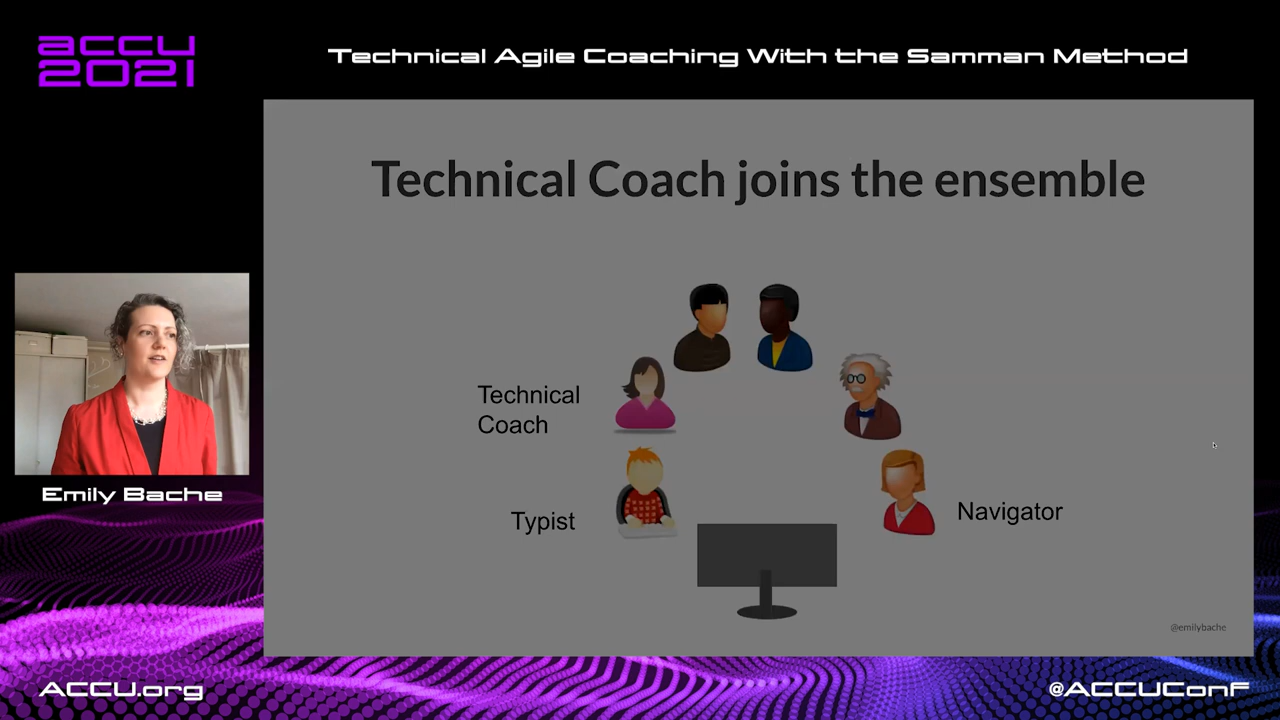 accu
2021
Technical Agile Coaching With the Samman Method
Technical Coach joins the ensemble
Technical
Coach
Typist
Navigator
@emilybache
Emily Bache
ACCU.org
@ACCUConf